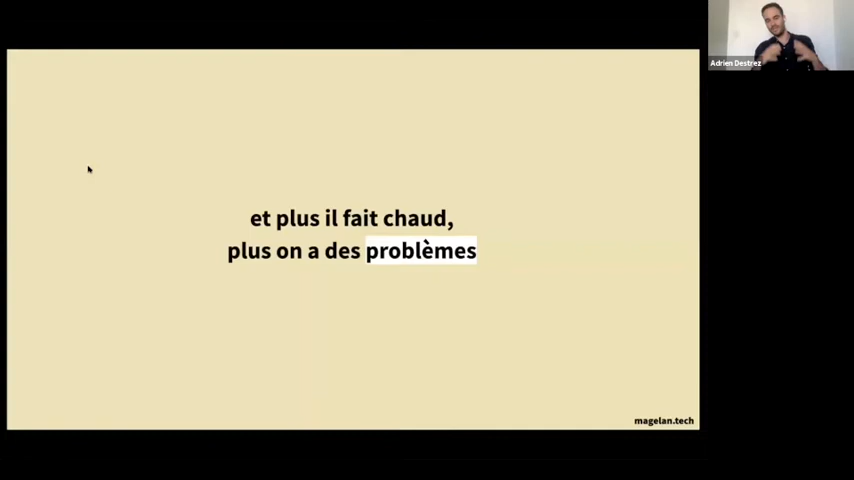 Adrien Destrez
et plus il fait chaud,
plus on a des problèmes
magelan.tech